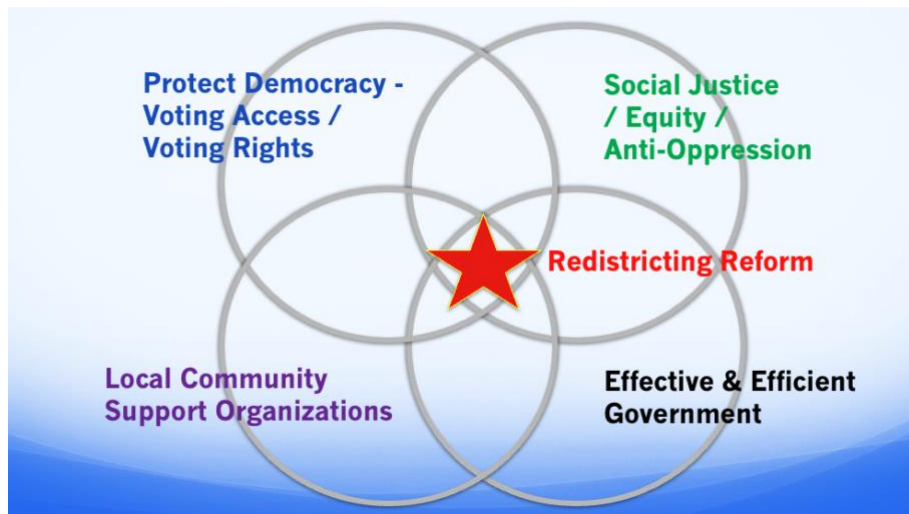 Protect Democracy -
Voting Access /
Voting Rights
Social Justice
/ Equity /
Anti-Oppression
Redistricting Reform
Local Community
Support Organizations
Effective & Efficient
Government